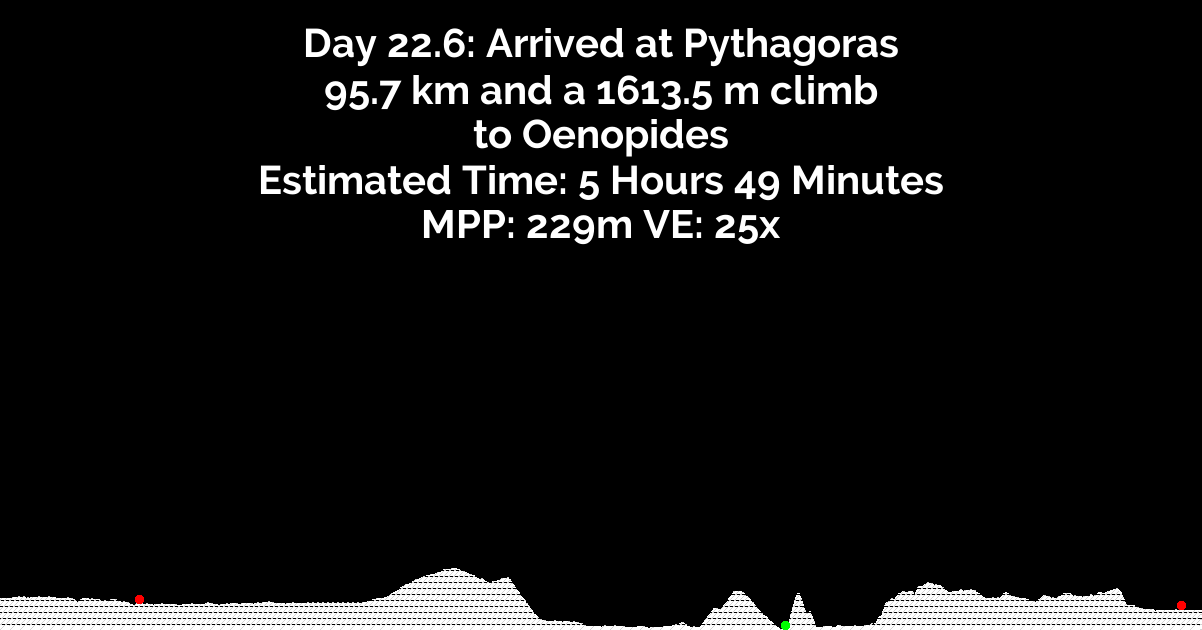 Day 22.6: Arrived at Pythagoras
95.7 km and a 1613.5 m climb
to Oenopides
Estimated Time: 5 Hours 49 Minutes
MPP: 229m VE: 25x